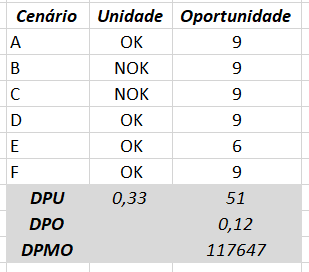 Cenário Unidade Oportunidade
A OK 9
B NOK 9
C NOK 9
D OK 9
E OK 6
F OK 9
DPU 0,33 51
DPO 0,12
DPMO 117647